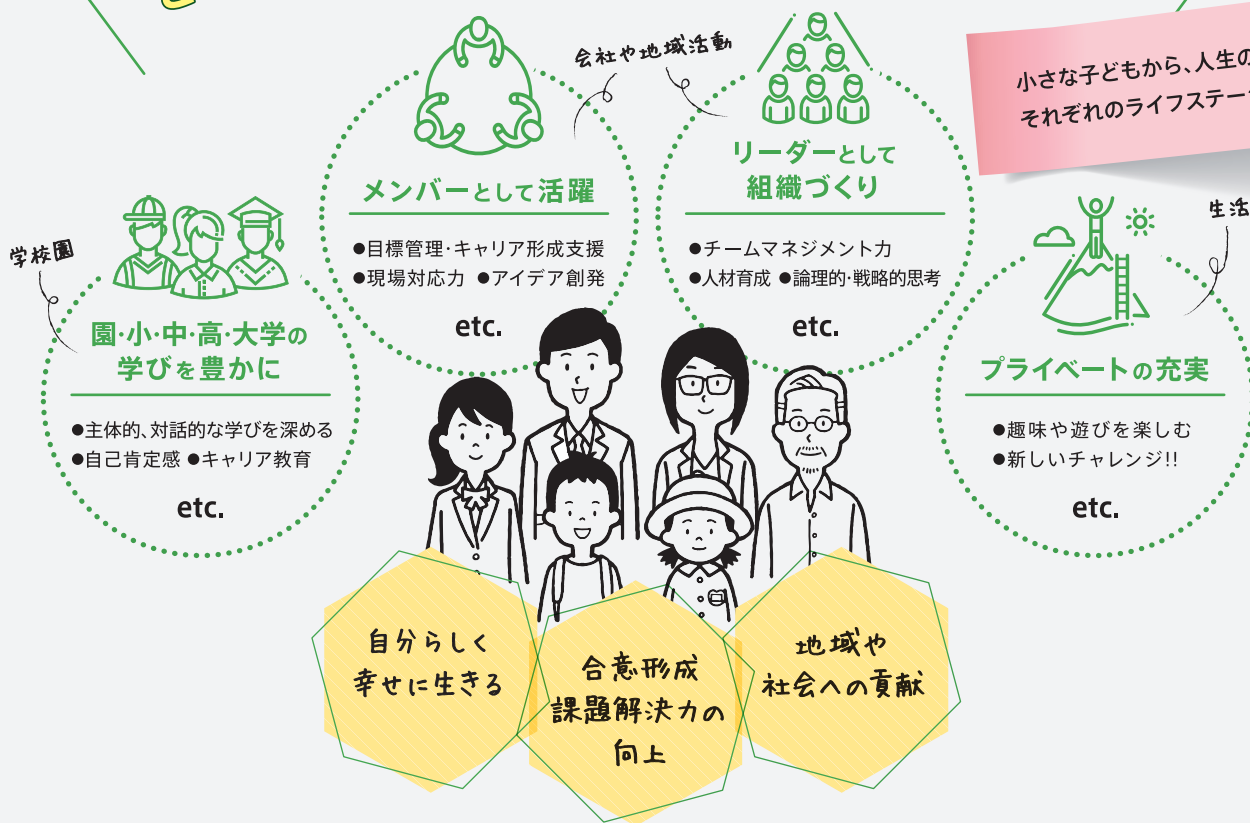 会社や地域活動
小さな子どもから、人生の
それぞれのライフステー
メンバーとして活躍
●目標管理・キャリア形成支援
●現場対応力 ●アイデア創発
etc.
リーダーとして
組織づくり
●チームマネジメント力
●人材育成 ●論理的・戦略的思考
etc.
学校園
園・小・中・高・大学の
学びを豊かに
●主体的、対話的な学びを深める
●自己肯定感 ●キャリア教育
etc.
生活
プライベートの充実
●趣味や遊びを楽しむ
●新しいチャレンジ!!
etc.
自分らしく
幸せに生きる
合意形成
課題解決力の
向上
地域や
社会への貢献